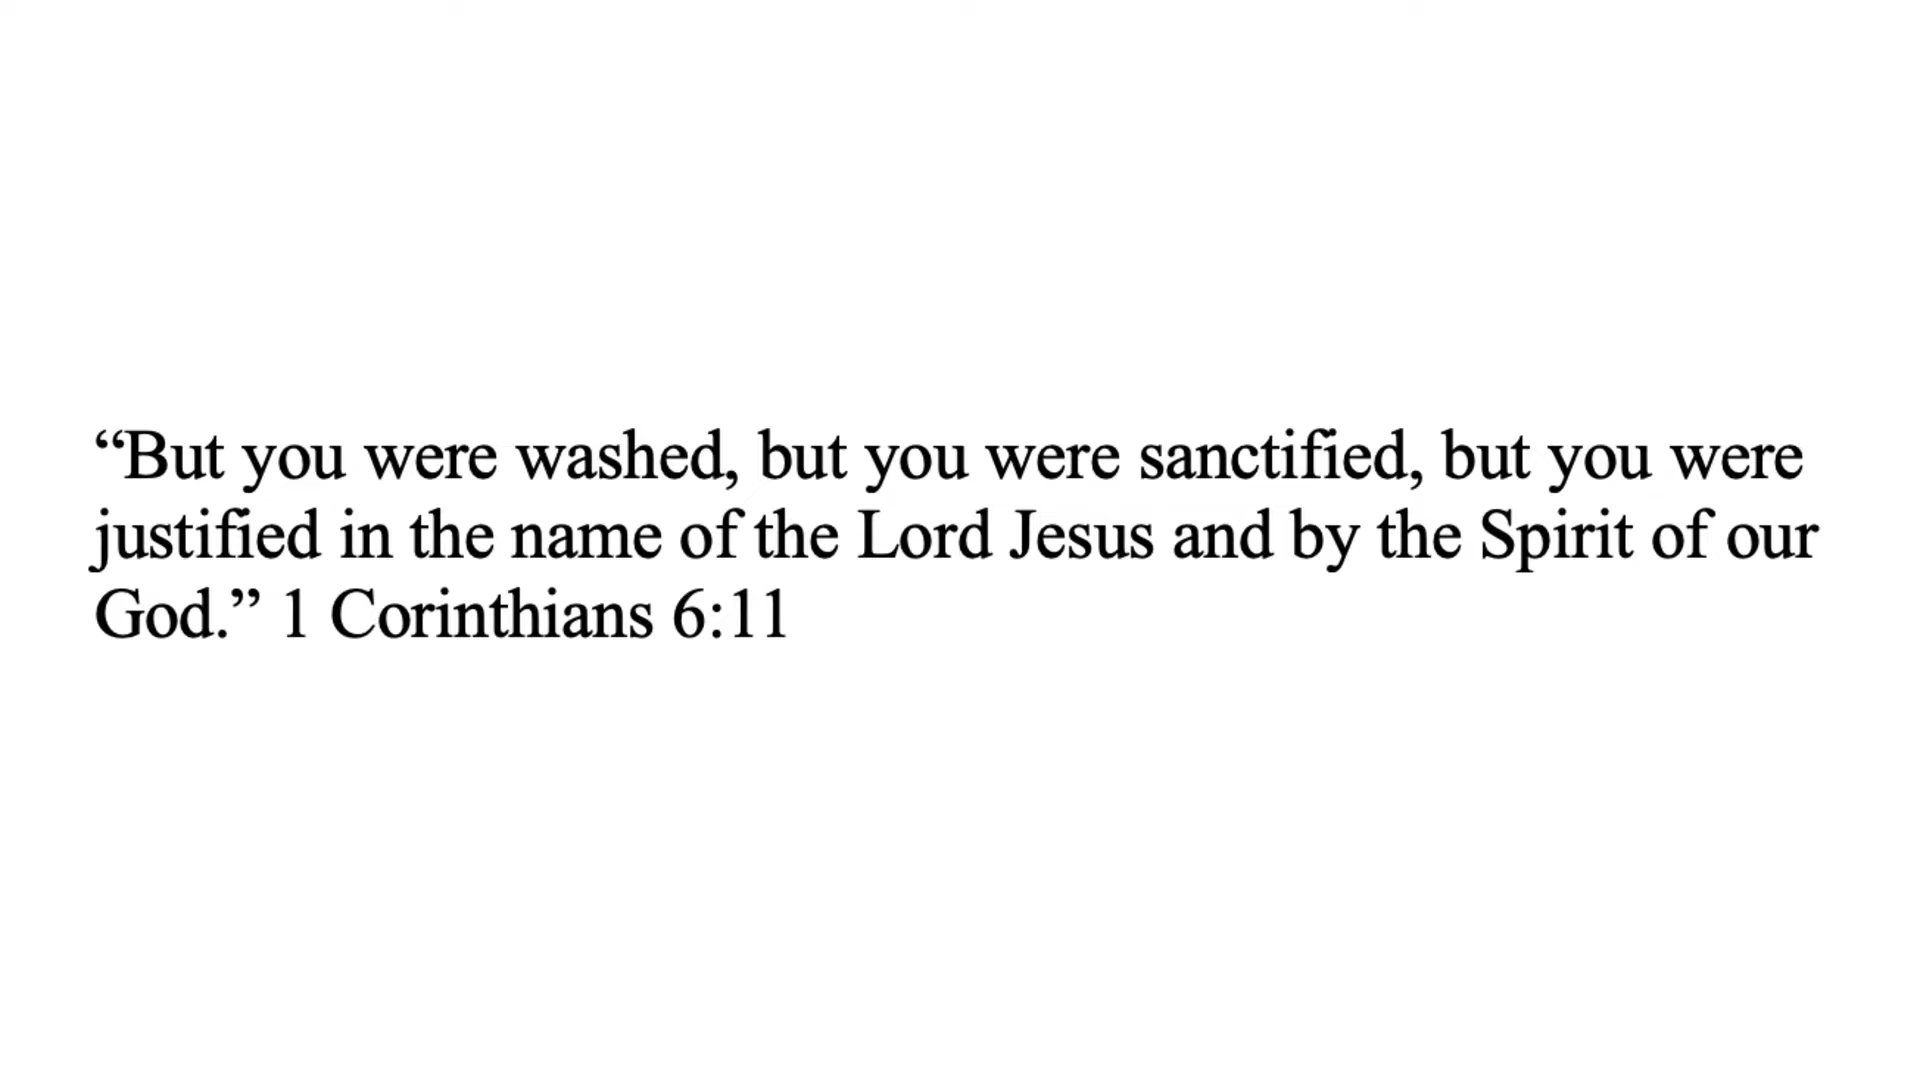 “But you were washed, but you were sanctified, but you were
justified in the name of the Lord Jesus and by the Spirit of our
God.” 1 Corinthians 6:11